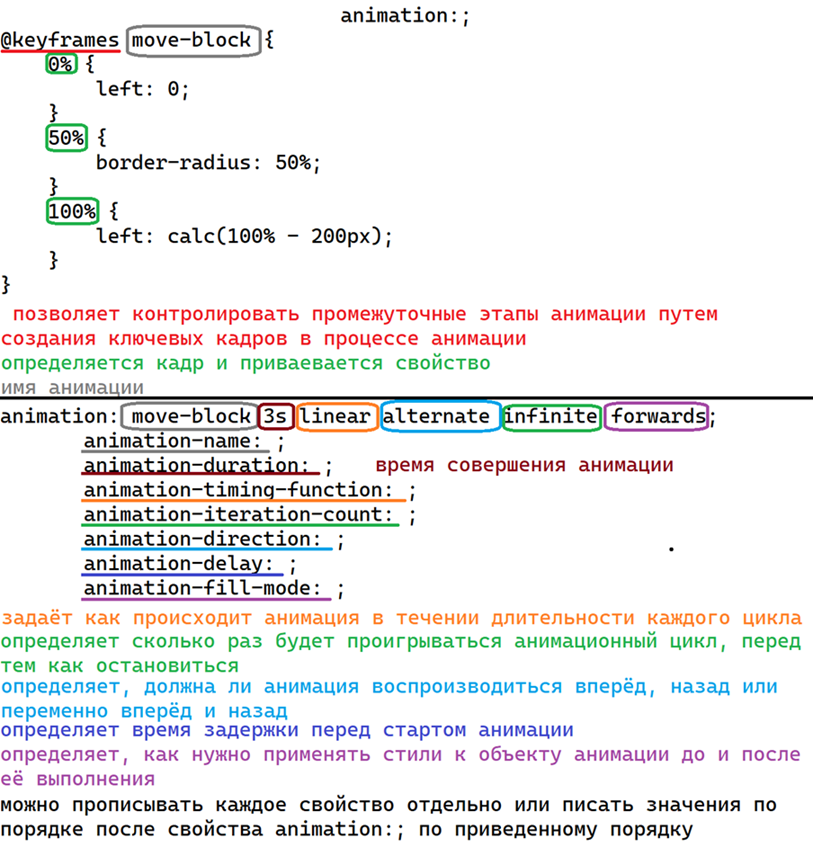 animation:;
@keyframes move-block {
0% {
left: 0;
}
50% {
border-radius: 50%;
}
100% {
left: calc(100% - 200px);
}
}
позволяет контролировать промежуточные этапы анимации путем
создания ключевых кадров в процессе анимации
определяется кадр и приваевается свойство
имя анимации
animation: move-block 3s linear alternate infinite forwards;
animation-name: ;
animation-duration: ; время совершения анимации
animation-timing-function: ;
animation-iteration-count: ;
animation-direction: ;
animation-delay: ;
animation-fill-mode: ;
задаёт как происходит анимация в течении длительности каждого цикла
определяет сколько раз будет проигрываться анимационный цикл, перед
тем как остановиться
определяет, должна ли анимация воспроизводиться вперёд, назад или
переменно вперёд и назад
определяет время задержки перед стартом анимации
определяет, как нужно применять стили к объекту анимации до и после
её выполнения
можно прописывать каждое свойство отдельно или писать значения по
порядке после свойства animation:; по приведенному порядку